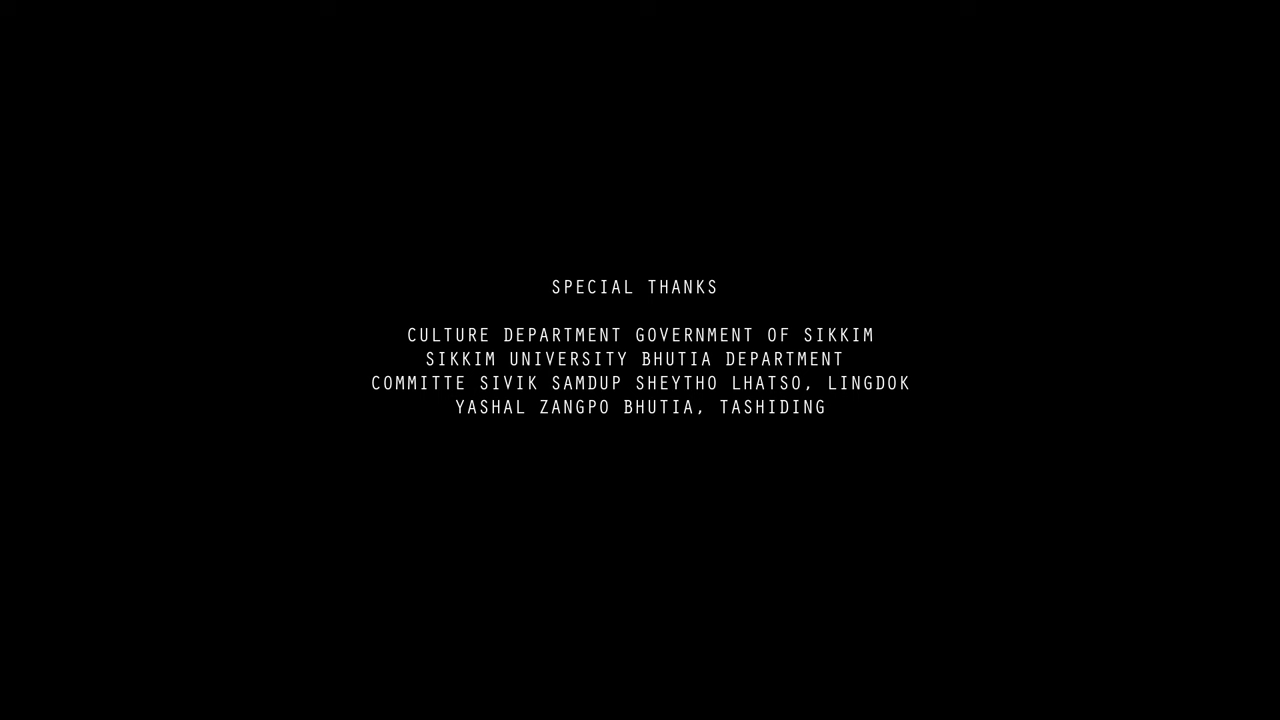 SPECIAL THANKS
CULTURE DEPARTMENT GOVERNMENT OF SIKKIM
SIKKIM UNIVERSITY BHUTIA DEPARTMENT
COMMITTE SIVIK SAMDUP SHEYTHO LHATSO, LINGDOK
YASHAL ZANGPO BHUTIA, TASHIDING